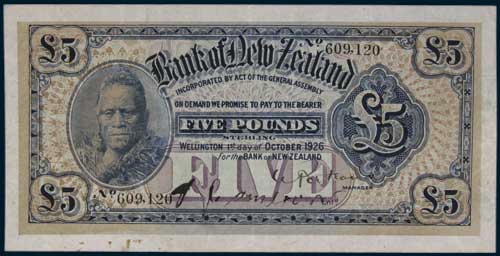 £5
Bank of New Zealand
Nº 609,120
£5
INCORPORATED BY ACT OF THE GENERAL ASSEMBLY
ON DEMAND WE PROMISE TO PAY TO THE BEARER
FIVE POUNDS
£5
STERLING
WELLINGTON 1st day of OCTOBER 1926
for the BANK OF NEW ZEALAND
FIVE
MANAGER
£5
Nº 609,120
£5